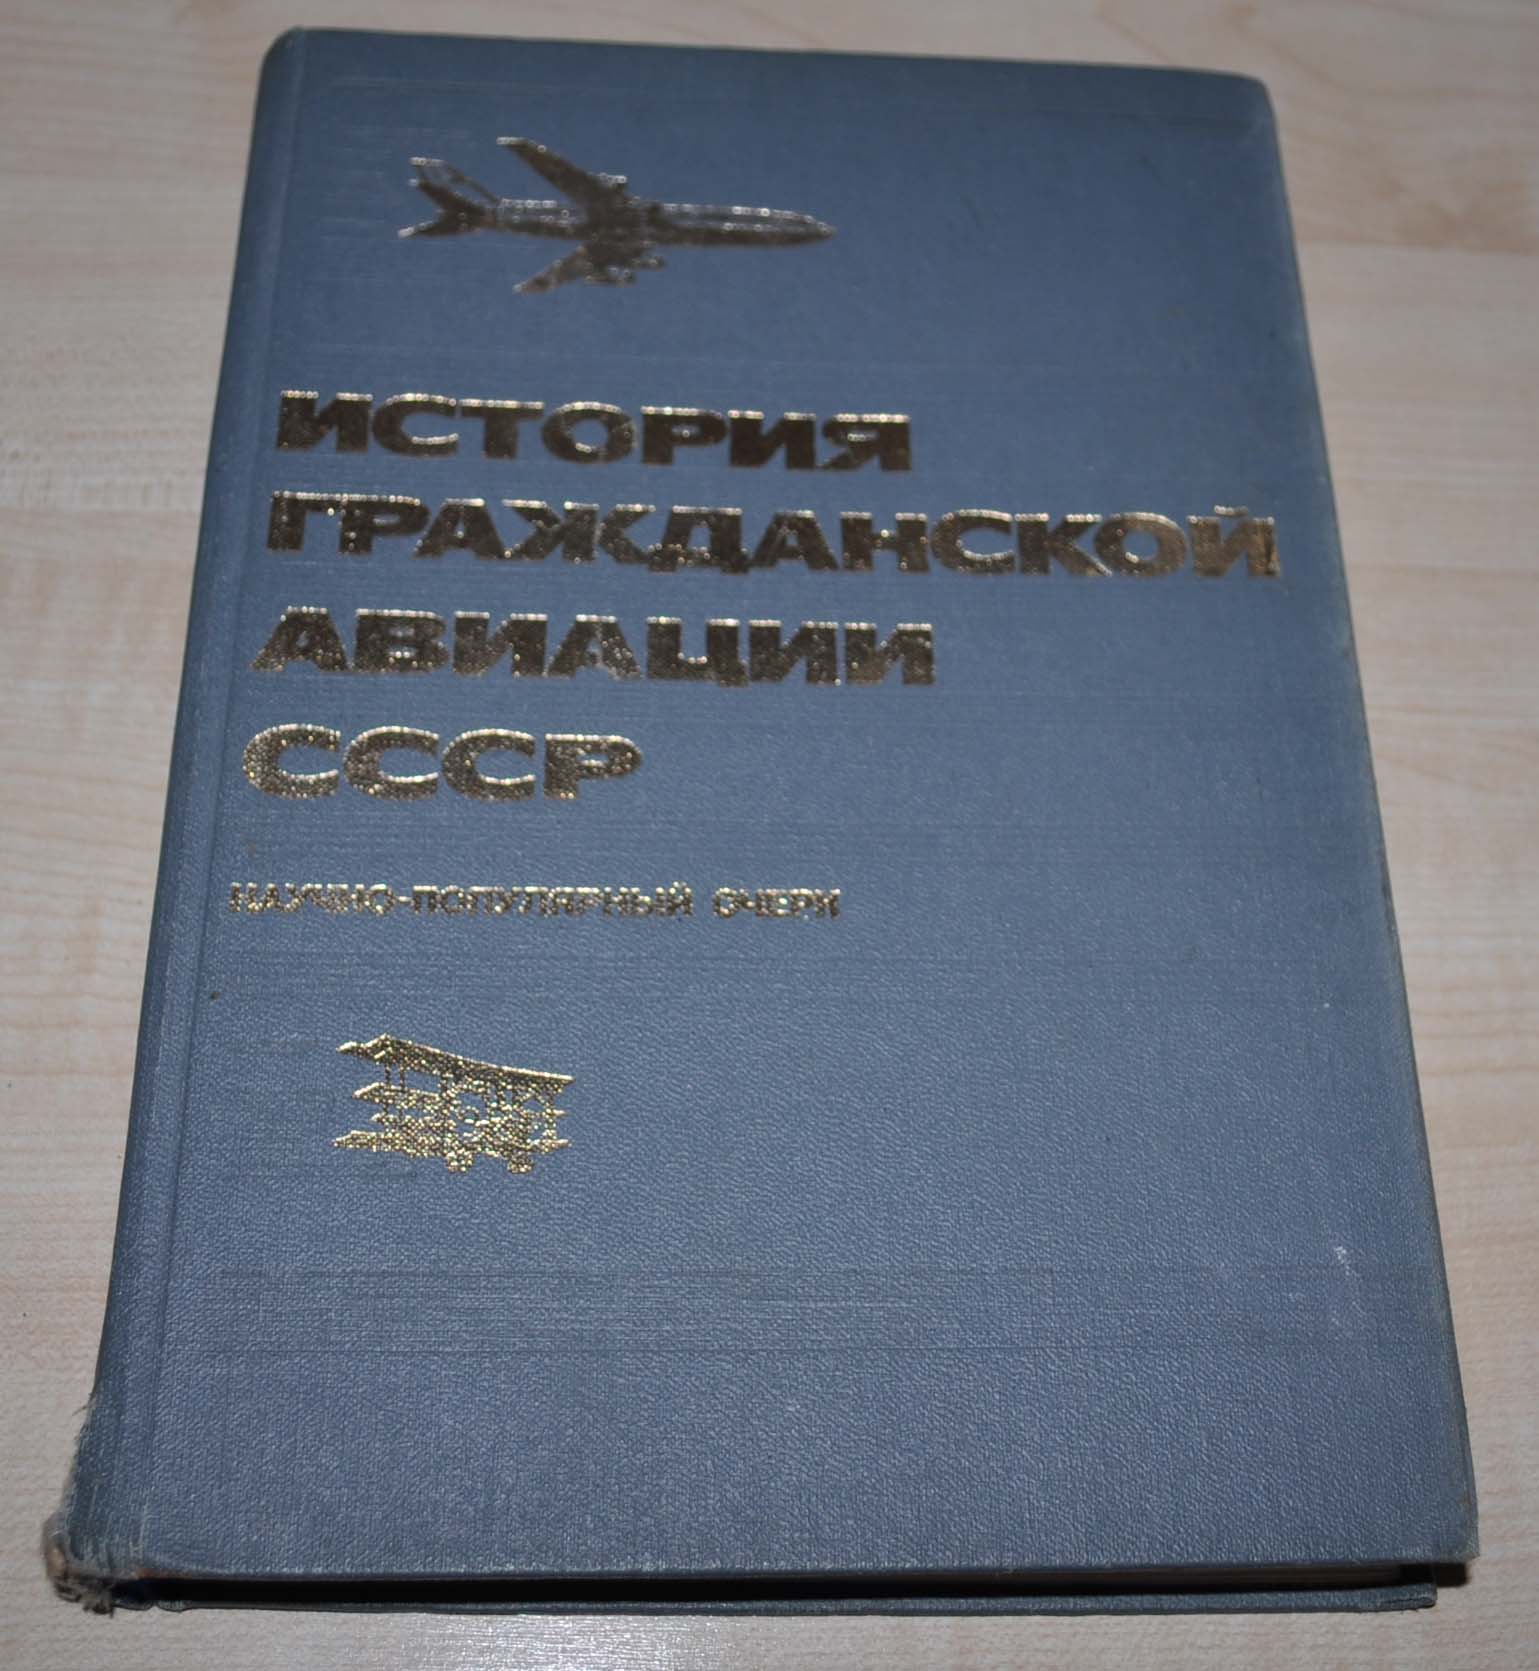 ИСТОРИЯ
ГРАЖДАНСКОЙ
АВИАЦИИ
СССР
НАУЧНО-ПОПУЛЯРНЫЙ ОЧЕРК